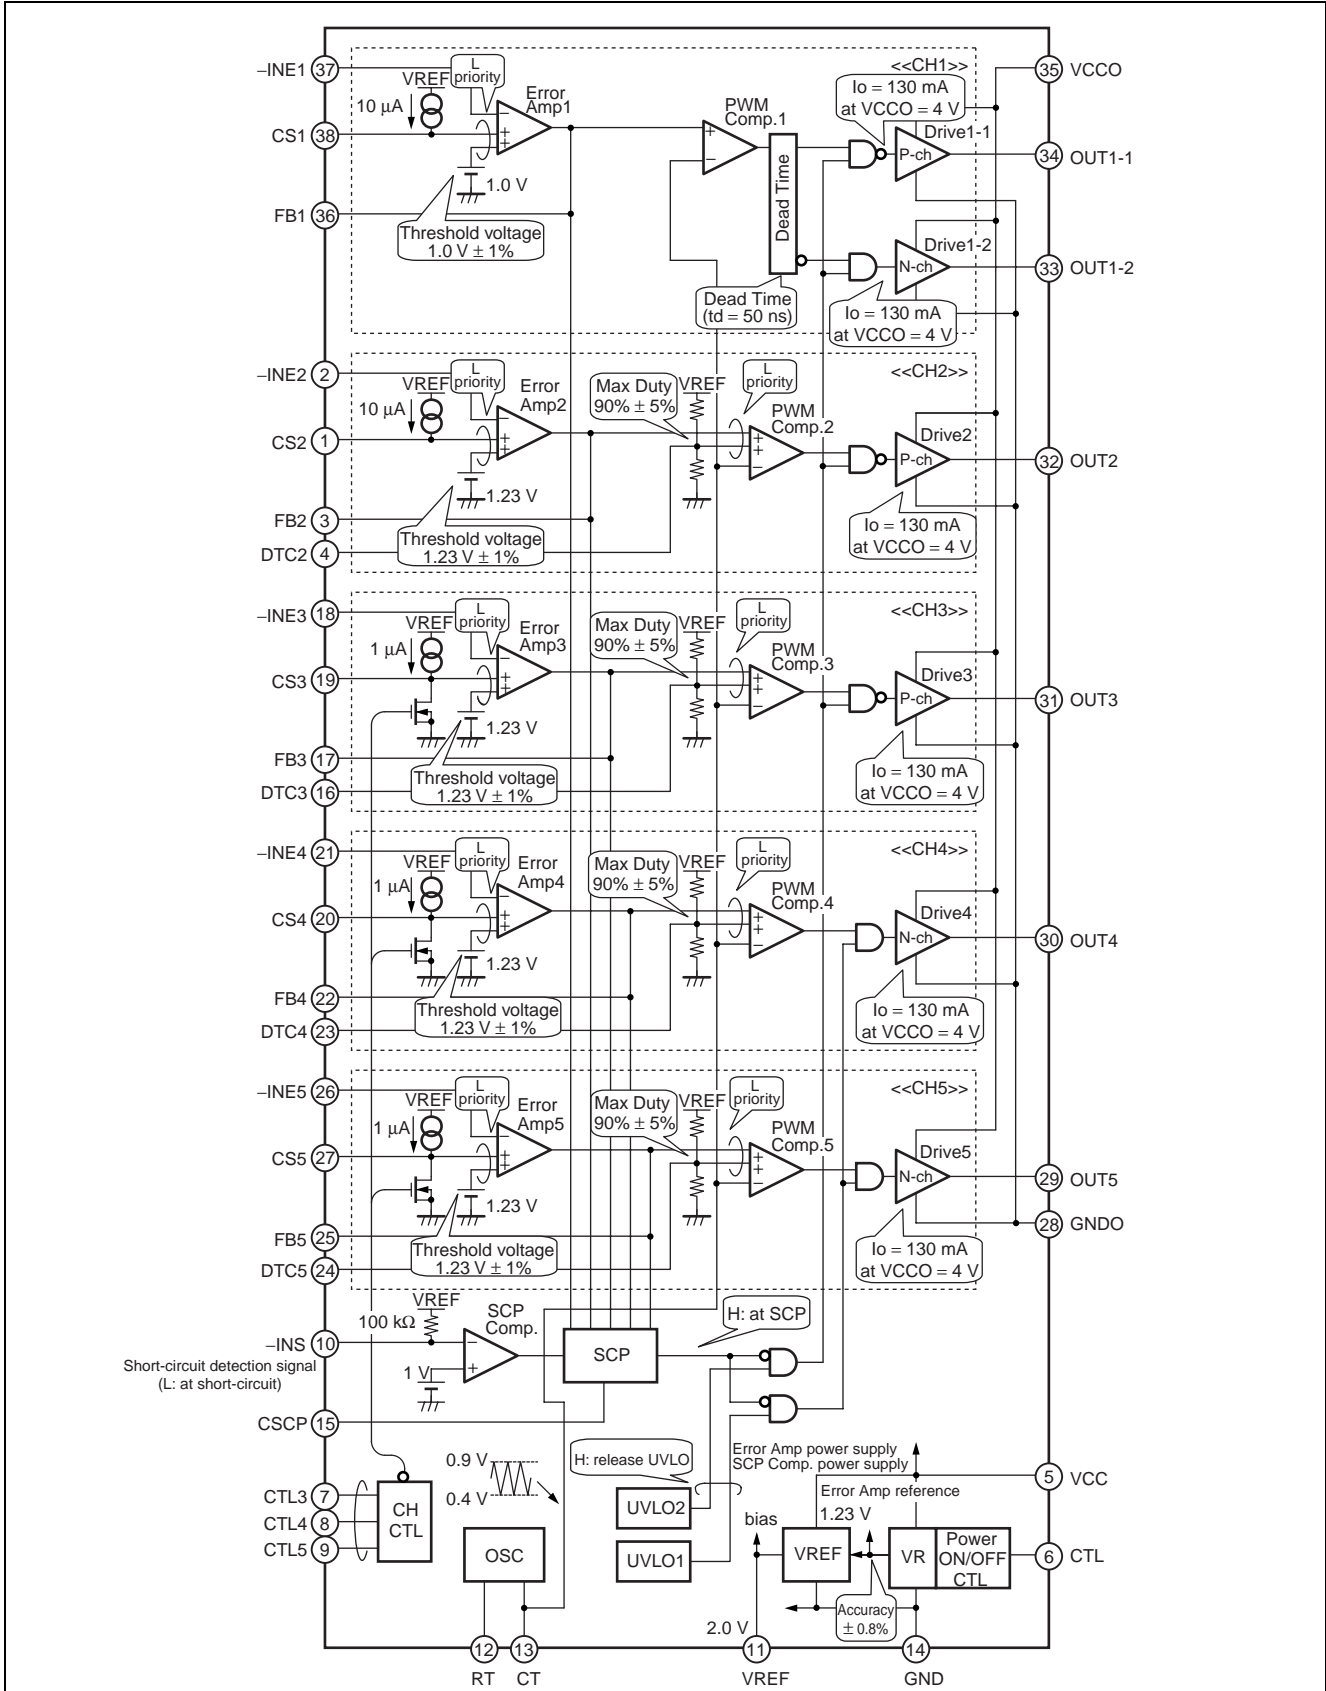 <<CH1>>
–INE1 37
VREF
L
priority
Error
Amp1
10 µA
CS1 38
1.0 V
FB1 36
Threshold voltage
1.0 V ± 1%
PWM
Comp.1
Dead Time
Dead Time
(td = 50 ns)
Io = 130 mA
at VCCO = 4 V
Drive1-1
P-ch
Drive1-2
N-ch
Io = 130 mA
at VCCO = 4 V
35 VCCO
34 OUT1-1
33 OUT1-2
<<CH2>>
–INE2 2
VREF
L
priority
Error
Amp2
10 µA
CS2 1
1.23 V
FB2 3
DTC2 4
Threshold voltage
1.23 V ± 1%
Max Duty
90% ± 5%
VREF
L
priority
PWM
Comp.2
Drive2
P-ch
Io = 130 mA
at VCCO = 4 V
32 OUT2
<<CH3>>
–INE3 18
VREF
L
priority
Error
Amp3
1 µA
CS3 19
1.23 V
FB3 17
DTC3 16
Threshold voltage
1.23 V ± 1%
Max Duty
90% ± 5%
VREF
L
priority
PWM
Comp.3
Drive3
P-ch
Io = 130 mA
at VCCO = 4 V
31 OUT3
<<CH4>>
–INE4 21
VREF
L
priority
Error
Amp4
1 µA
CS4 20
1.23 V
FB4 22
DTC4 23
Threshold voltage
1.23 V ± 1%
Max Duty
90% ± 5%
VREF
L
priority
PWM
Comp.4
Drive4
N-ch
Io = 130 mA
at VCCO = 4 V
30 OUT4
<<CH5>>
–INE5 26
VREF
L
priority
Error
Amp5
1 µA
CS5 27
1.23 V
FB5 25
DTC5 24
Threshold voltage
1.23 V ± 1%
Max Duty
90% ± 5%
VREF
L
priority
PWM
Comp.5
Drive5
N-ch
Io = 130 mA
at VCCO = 4 V
29 OUT5
28 GNDO
VREF
100 kΩ
–INS 10
Short-circuit detection signal
(L: at short-circuit)
1 V
SCP
Comp.
SCP
H: at SCP
CSCP 15
H: release UVLO
UVLO2
UVLO1
Error Amp power supply
SCP Comp. power supply
5 VCC
Error Amp reference
1.23 V
bias
VREF
VR
Power
ON/OFF
CTL
6 CTL
Accuracy
± 0.8%
CTL3 7
CTL4 8
CTL5 9
CH
CTL
0.9 V
0.4 V
OSC
2.0 V
12
RT
13
CT
11
VREF
14
GND